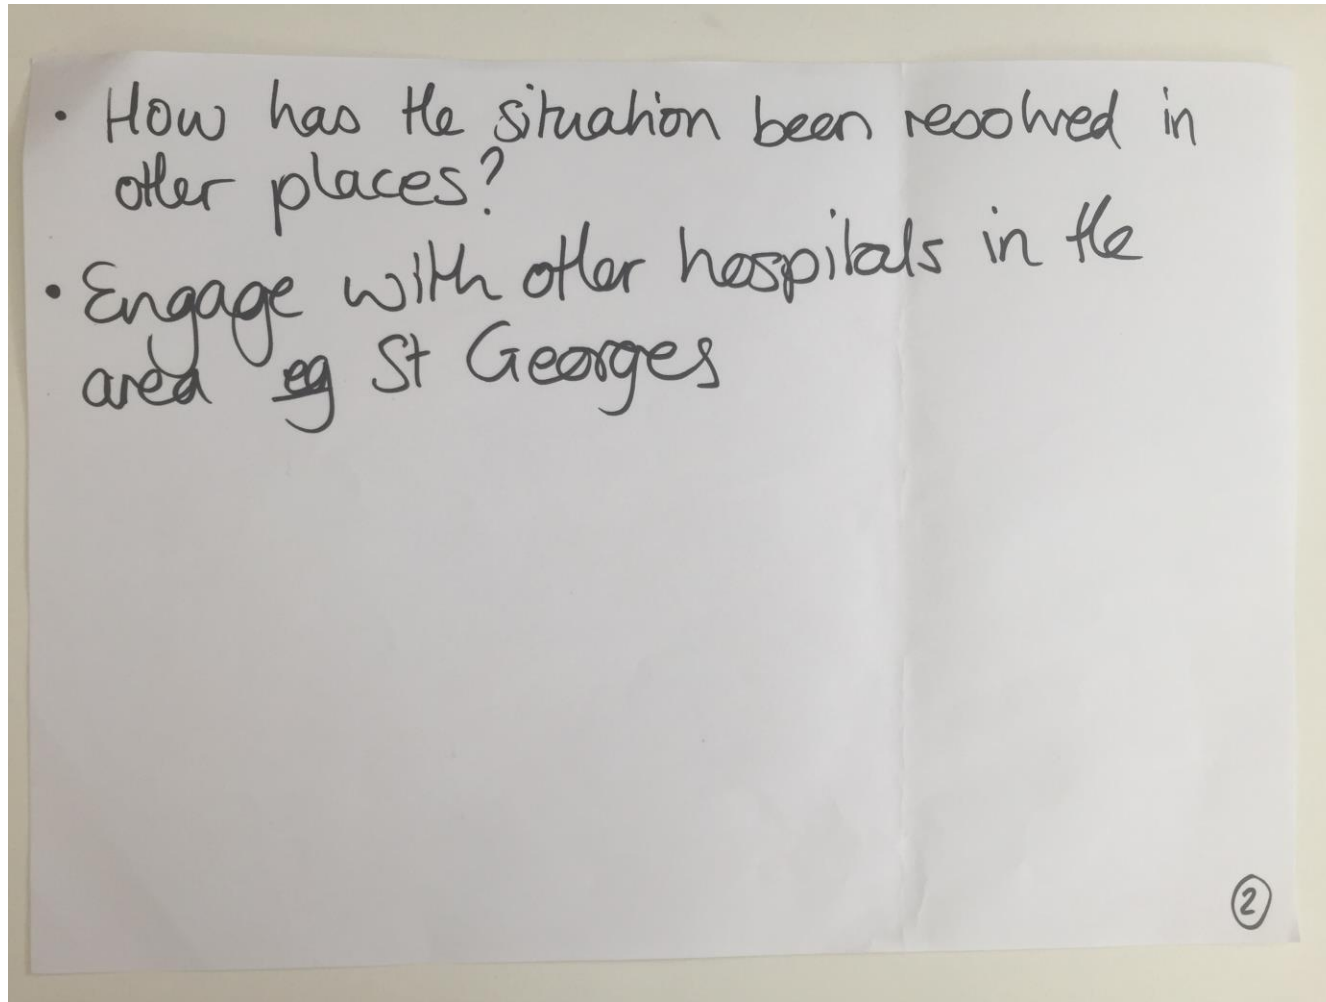 · How has the situation been resolved in
other places?
· Engage with other hospitals in the
area eg St Georges
②